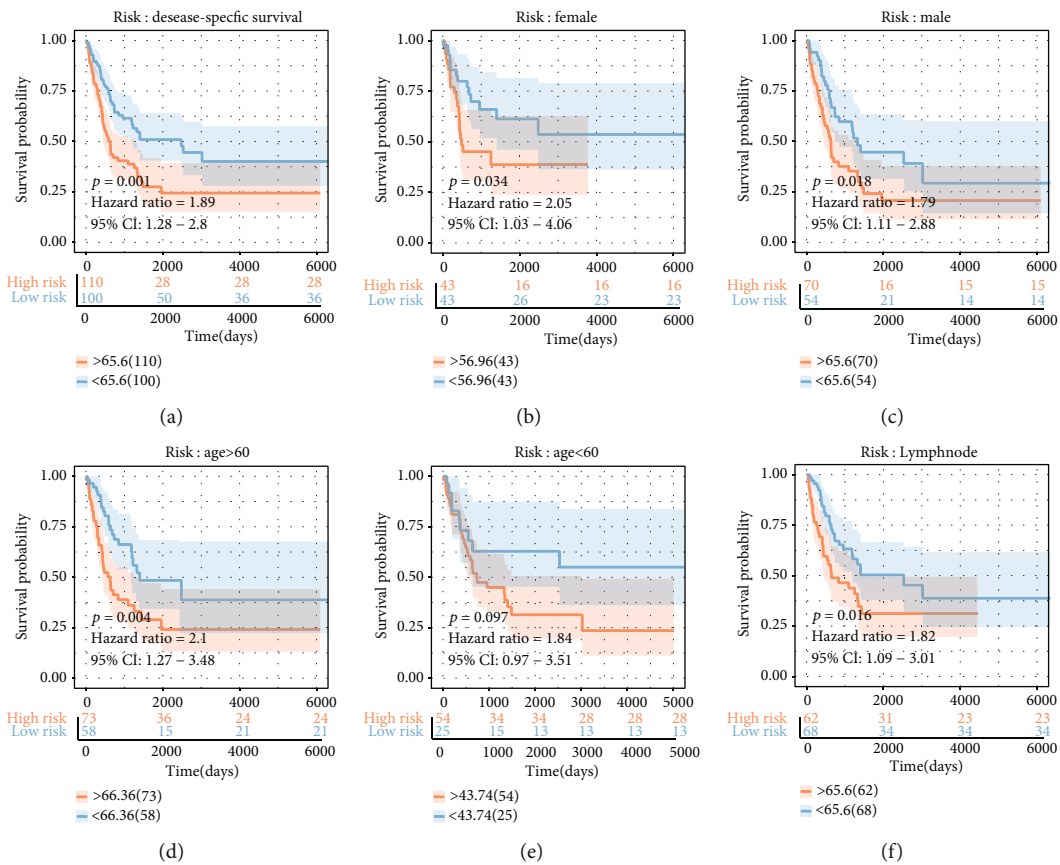 Risk : desease-specfic survival
1.00
0.75
0.50
0.25
0.00
Survival probability
p = 0.001
Hazard ratio = 1.89
95% CI: 1.28 – 2.8
0 2000 4000 6000
High risk 110 28 28 28
Low risk 100 50 36 36
0 2000 4000 6000
Time(days)
>65.6(110)
<65.6(100)
(a)
Risk : female
1.00
0.75
0.50
0.25
0.00
Survival probability
p = 0.034
Hazard ratio = 2.05
95% CI: 1.03 – 4.06
0 2000 4000 6000
High risk 43 16 16 16
Low risk 43 26 23 23
0 2000 4000 6000
Time(days)
>56.96(43)
<56.96(43)
(b)
Risk : male
1.00
0.75
0.50
0.25
0.00
Survival probability
p = 0.018
Hazard ratio = 1.79
95% CI: 1.11 – 2.88
0 2000 4000 6000
High risk 70 16 15 15
Low risk 54 21 14 14
0 2000 4000 6000
Time(days)
>65.6(70)
<65.6(54)
(c)
Risk : age>60
1.00
0.75
0.50
0.25
0.00
Survival probability
p = 0.004
Hazard ratio = 2.1
95% CI: 1.27 – 3.48
0 2000 4000 6000
High risk 73 36 24 24
Low risk 58 15 21 21
0 2000 4000 6000
Time(days)
>66.36(73)
<66.36(58)
(d)
Risk : age<60
1.00
0.75
0.50
0.25
0.00
Survival probability
p = 0.097
Hazard ratio = 1.84
95% CI: 0.97 – 3.51
0 1000 2000 3000 4000 5000
High risk 54 34 34 28 28 28
Low risk 25 15 13 13 13 13
0 1000 2000 3000 4000 5000
Time(days)
>43.74(54)
<43.74(25)
(e)
Risk : Lymphnode
1.00
0.75
0.50
0.25
0.00
Survival probability
p = 0.016
Hazard ratio = 1.82
95% CI: 1.09 – 3.01
0 2000 4000 6000
High risk 62 31 23 23
Low risk 68 34 34 34
0 2000 4000 6000
Time(days)
>65.6(62)
<65.6(68)
(f)